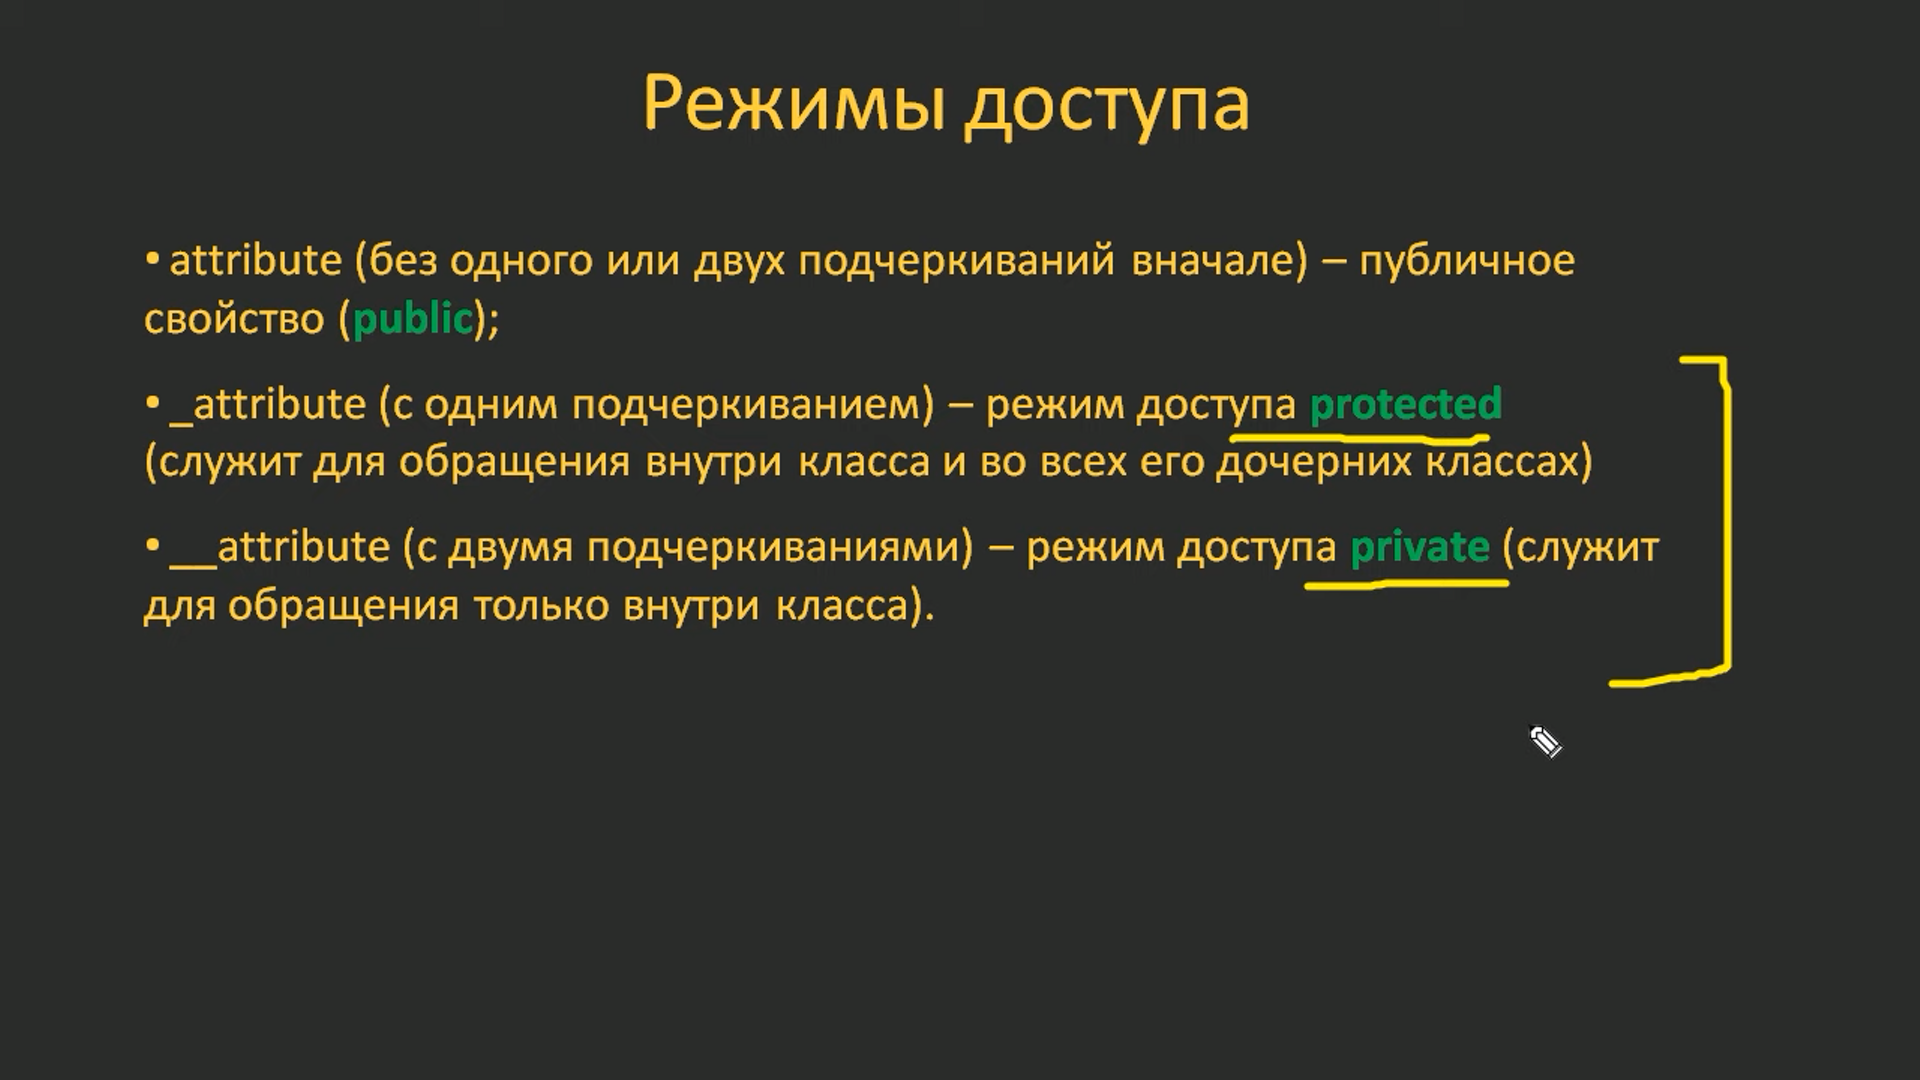 Режимы доступа
• attribute (без одного или двух подчеркиваний вначале) – публичное
свойство (public);
• _attribute (с одним подчеркиванием) – режим доступа protected
(служит для обращения внутри класса и во всех его дочерних классах)
• __attribute (с двумя подчеркиваниями) – режим доступа private (служит
для обращения только внутри класса).